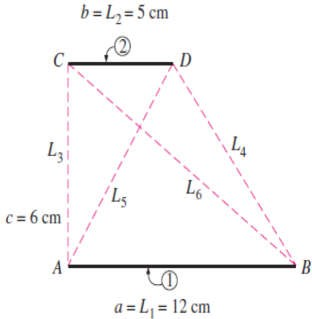 b = L₂ = 5 cm
②
C D
L₃ L₄
L₅ L₆
c = 6 cm
A B
①
a = L₁ = 12 cm